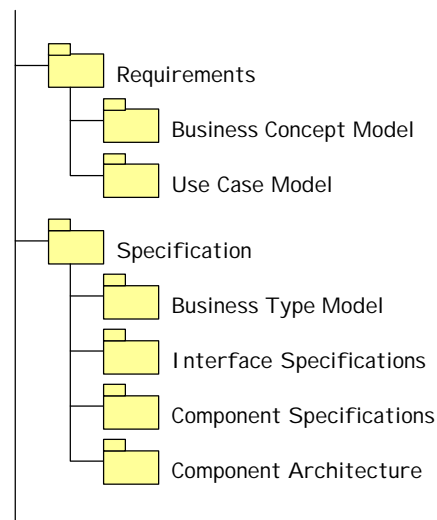 Requirements
Business Concept Model
Use Case Model
Specification
Business Type Model
Interface Specifications
Component Specifications
Component Architecture